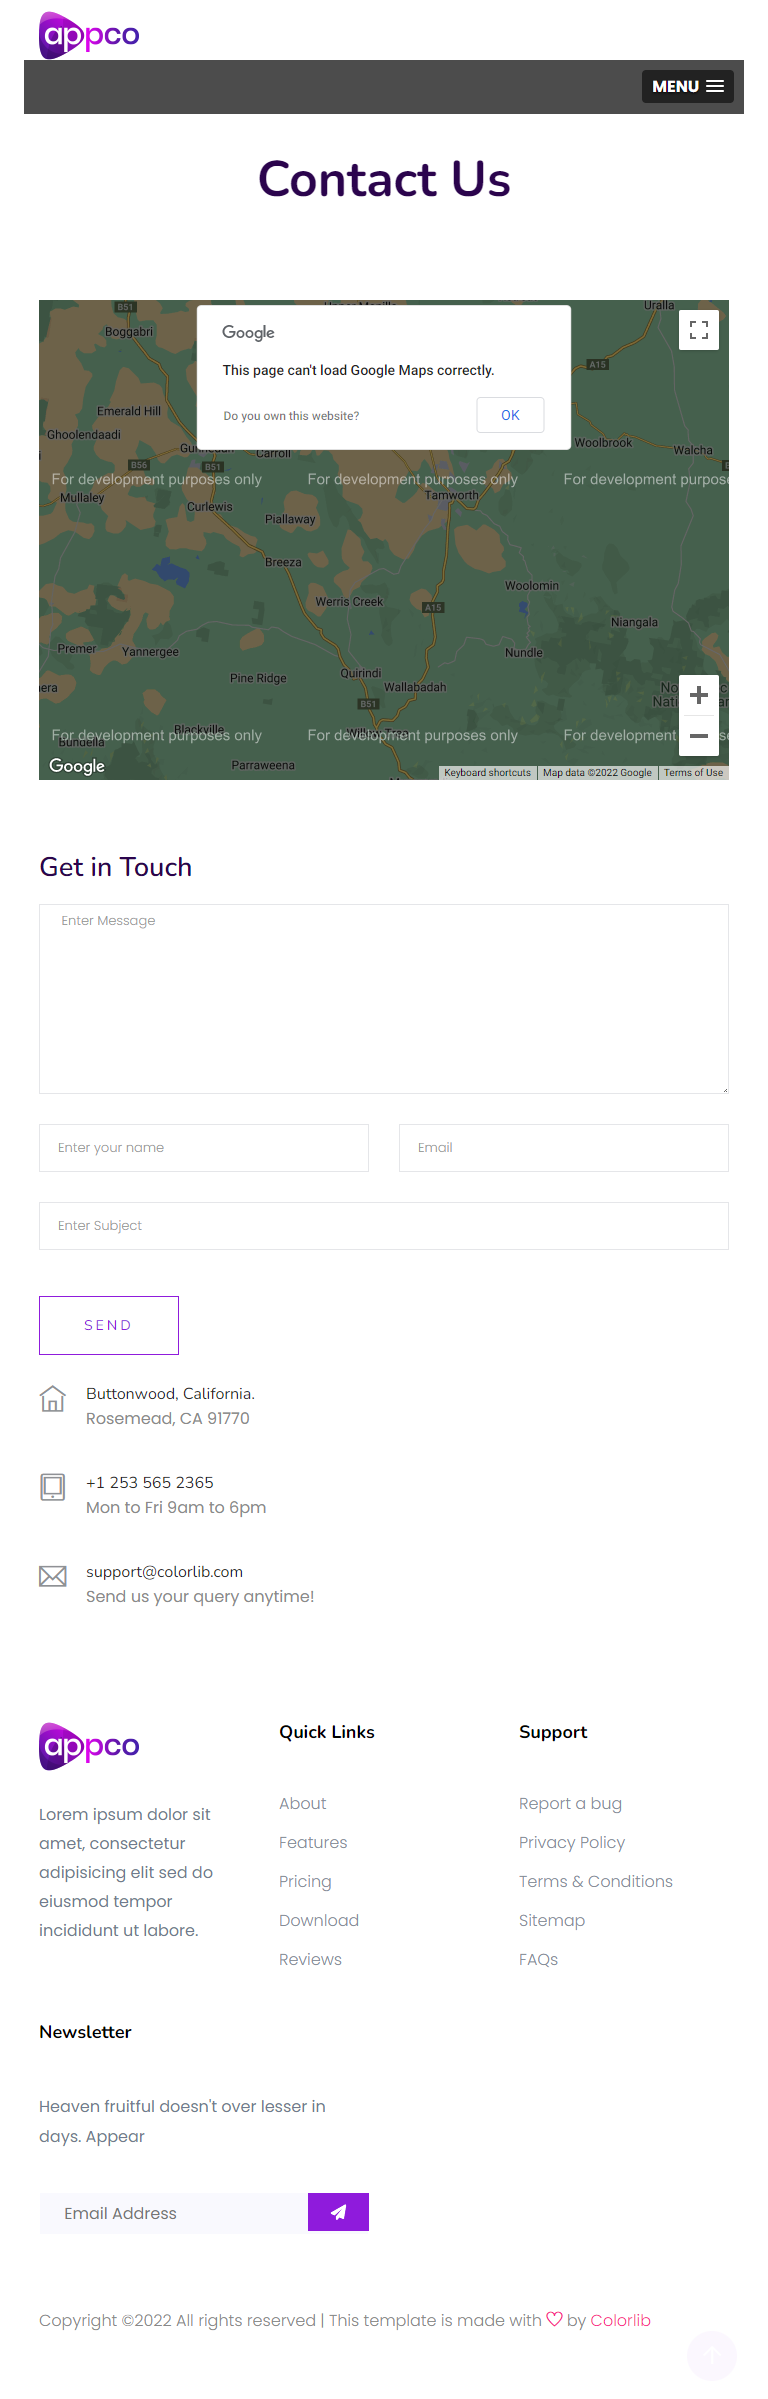 appco
MENU
Contact Us
B51
Boggabri
Uralla
Google
This page can't load Google Maps correctly.
Do you own this website?
OK
A15
Emerald Hill
Ghoolendaadi
Carroll
Woolbrook
Walcha
B56
B51
For development purposes only
For development purposes only
For development purpose
Mullaley
Curlewis
Tamworth
Piallaway
Breeza
Woolomin
Werris Creek
A15
Niangala
Premer
Yannergee
Nundle
Quirindi
Pine Ridge
Wallabadah
era
B51
Blackville
Willow Tree
For development purposes only
For development purposes only
For development
Bundella
Google
Parraweena
Keyboard shortcuts
Map data ©2022 Google
Terms of Use
Get in Touch
Enter Message
Enter your name
Email
Enter Subject
SEND
Buttonwood, California.
Rosemead, CA 91770
+1 253 565 2365
Mon to Fri 9am to 6pm
support@colorlib.com
Send us your query anytime!
appco
Lorem ipsum dolor sit
amet, consectetur
adipisicing elit sed do
eiusmod tempor
incididunt ut labore.
Quick Links
About
Features
Pricing
Download
Reviews
Support
Report a bug
Privacy Policy
Terms & Conditions
Sitemap
FAQs
Newsletter
Heaven fruitful doesn't over lesser in
days. Appear
Email Address
Copyright ©2022 All rights reserved | This template is made with ♡ by Colorlib